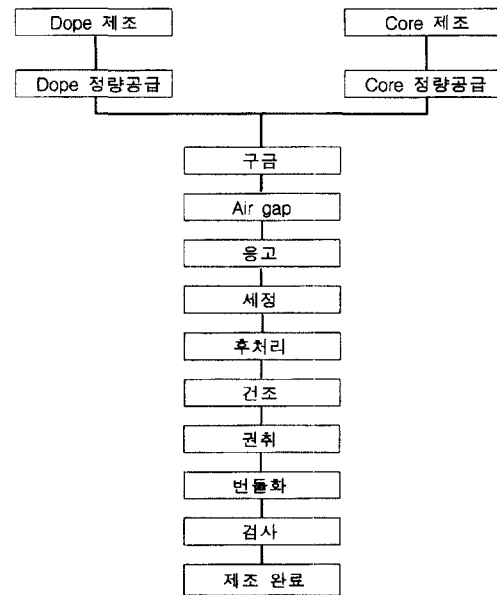 Dope 제조
Core 제조
Dope 정량공급
Core 정량공급
구금
Air gap
응고
세정
후처리
건조
권취
번들화
검사
제조 완료